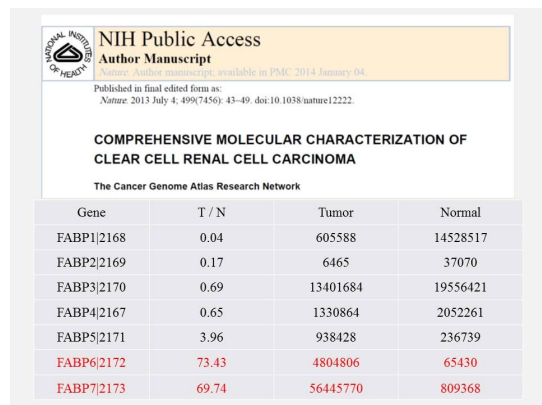 NATIONAL INSTITUTES OF HEALTH
NIH Public Access
Author Manuscript
Nature. Author manuscript; available in PMC 2014 January 04.
Published in final edited form as:
Nature. 2013 July 4; 499(7456): 43–49. doi:10.1038/nature12222.
COMPREHENSIVE MOLECULAR CHARACTERIZATION OF
CLEAR CELL RENAL CELL CARCINOMA
The Cancer Genome Atlas Research Network
Gene T / N Tumor Normal
FABP1|2168 0.04 605588 14528517
FABP2|2169 0.17 6465 37070
FABP3|2170 0.69 13401684 19556421
FABP4|2167 0.65 1330864 2052261
FABP5|2171 3.96 938428 236739
FABP6|2172 73.43 4804806 65430
FABP7|2173 69.74 56445770 809368